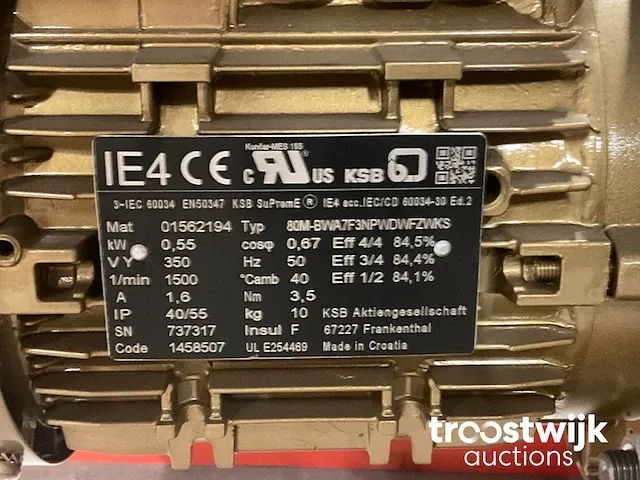 Konfor-MES 155
IE4 CE c RU US KSB
3~IEC 60034 EN50347 KSB SuPremE® IE4 acc.IEC/CD 60034-30 Ed.2
Mat 01562194 Typ 80M-BWA7F3NPWDWFZWKS
kW 0,55 cosφ 0,67 Eff 4/4 84,5%
V Y 350 Hz 50 Eff 3/4 84,4%
1/min 1500 °Camb 40 Eff 1/2 84,1%
A 1,6 Nm 3,5
IP 40/55 kg 10 KSB Aktiengesellschaft
SN 737317 Insul F 67227 Frankenthal
Code 1458507 UL E254469 Made in Croatia
troostwijk
auctions